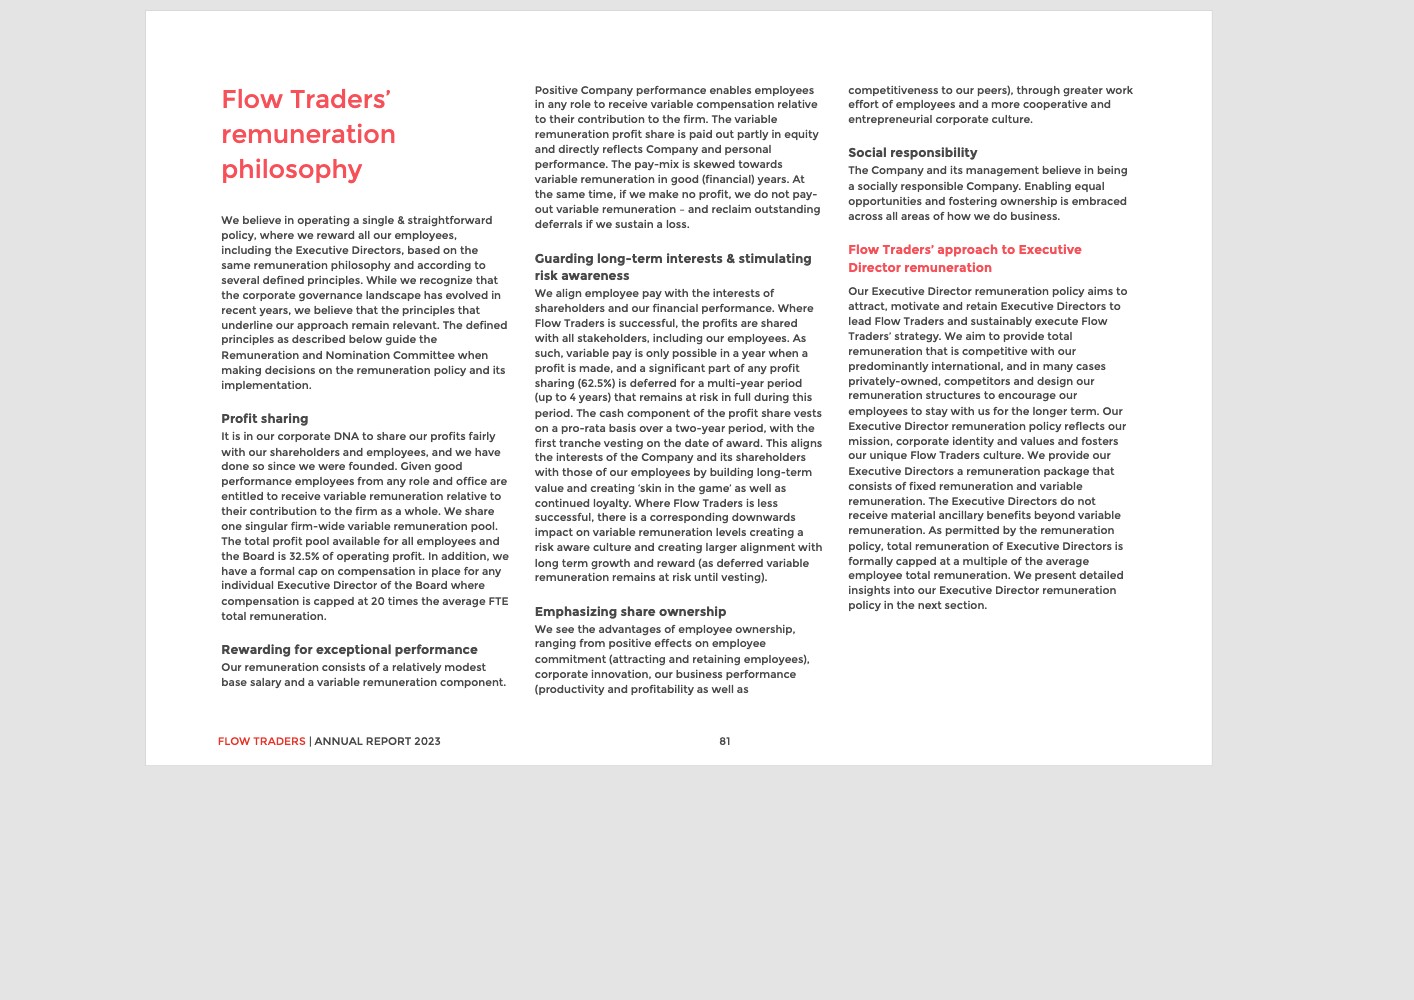 Flow Traders’
remuneration
philosophy
We believe in operating a single & straightforward
policy, where we reward all our employees,
including the Executive Directors, based on the
same remuneration philosophy and according to
several defined principles. While we recognize that
the corporate governance landscape has evolved in
recent years, we believe that the principles that
underline our approach remain relevant. The defined
principles as described below guide the
Remuneration and Nomination Committee when
making decisions on the remuneration policy and its
implementation.
Profit sharing
It is in our corporate DNA to share our profits fairly
with our shareholders and employees, and we have
done so since we were founded. Given good
performance employees from any role and office are
entitled to receive variable remuneration relative to
their contribution to the firm as a whole. We share
one singular firm-wide variable remuneration pool.
The total profit pool available for all employees and
the Board is 32.5% of operating profit. In addition, we
have a formal cap on compensation in place for any
individual Executive Director of the Board where
compensation is capped at 20 times the average FTE
total remuneration.
Rewarding for exceptional performance
Our remuneration consists of a relatively modest
base salary and a variable remuneration component.
Positive Company performance enables employees
in any role to receive variable compensation relative
to their contribution to the firm. The variable
remuneration profit share is paid out partly in equity
and directly reflects Company and personal
performance. The pay-mix is skewed towards
variable remuneration in good (financial) years. At
the same time, if we make no profit, we do not pay-
out variable remuneration – and reclaim outstanding
deferrals if we sustain a loss.
Guarding long-term interests & stimulating
risk awareness
We align employee pay with the interests of
shareholders and our financial performance. Where
Flow Traders is successful, the profits are shared
with all stakeholders, including our employees. As
such, variable pay is only possible in a year when a
profit is made, and a significant part of any profit
sharing (62.5%) is deferred for a multi-year period
(up to 4 years) that remains at risk in full during this
period. The cash component of the profit share vests
on a pro-rata basis over a two-year period, with the
first tranche vesting on the date of award. This aligns
the interests of the Company and its shareholders
with those of our employees by building long-term
value and creating ‘skin in the game’ as well as
continued loyalty. Where Flow Traders is less
successful, there is a corresponding downwards
impact on variable remuneration levels creating a
risk aware culture and creating larger alignment with
long term growth and reward (as deferred variable
remuneration remains at risk until vesting).
Emphasizing share ownership
We see the advantages of employee ownership,
ranging from positive effects on employee
commitment (attracting and retaining employees),
corporate innovation, our business performance
(productivity and profitability as well as
competitiveness to our peers), through greater work
effort of employees and a more cooperative and
entrepreneurial corporate culture.
Social responsibility
The Company and its management believe in being
a socially responsible Company. Enabling equal
opportunities and fostering ownership is embraced
across all areas of how we do business.
Flow Traders’ approach to Executive
Director remuneration
Our Executive Director remuneration policy aims to
attract, motivate and retain Executive Directors to
lead Flow Traders and sustainably execute Flow
Traders’ strategy. We aim to provide total
remuneration that is competitive with our
predominantly international, and in many cases
privately-owned, competitors and design our
remuneration structures to encourage our
employees to stay with us for the longer term. Our
Executive Director remuneration policy reflects our
mission, corporate identity and values and fosters
our unique Flow Traders culture. We provide our
Executive Directors a remuneration package that
consists of fixed remuneration and variable
remuneration. The Executive Directors do not
receive material ancillary benefits beyond variable
remuneration. As permitted by the remuneration
policy, total remuneration of Executive Directors is
formally capped at a multiple of the average
employee total remuneration. We present detailed
insights into our Executive Director remuneration
policy in the next section.
FLOW TRADERS | ANNUAL REPORT 2023
81